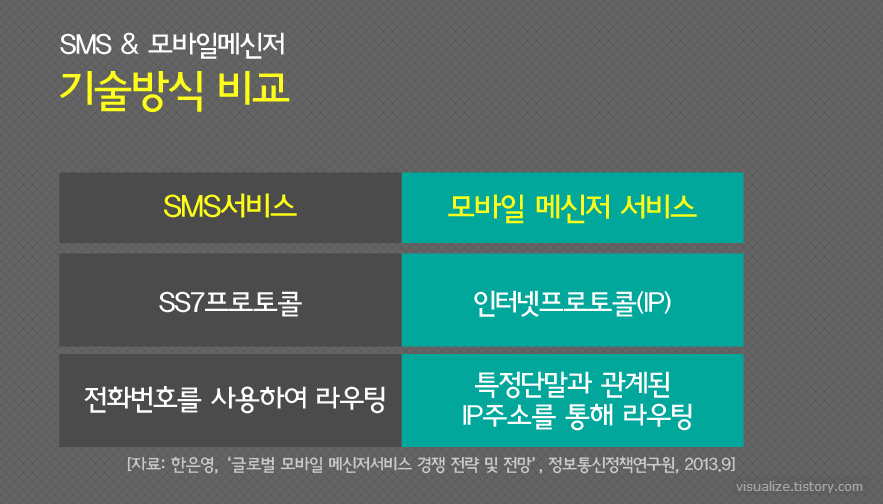 SMS & 모바일메신저
기술방식 비교
SMS서비스
모바일 메신저 서비스
SS7프로토콜
인터넷프로토콜(IP)
전화번호를 사용하여 라우팅
특정단말과 관계된
IP주소를 통해 라우팅
[자료: 한은영, ‘글로벌 모바일 메신저서비스 경쟁 전략 및 전망’, 정보통신정책연구원, 2013.9]
visualize.tistory.com